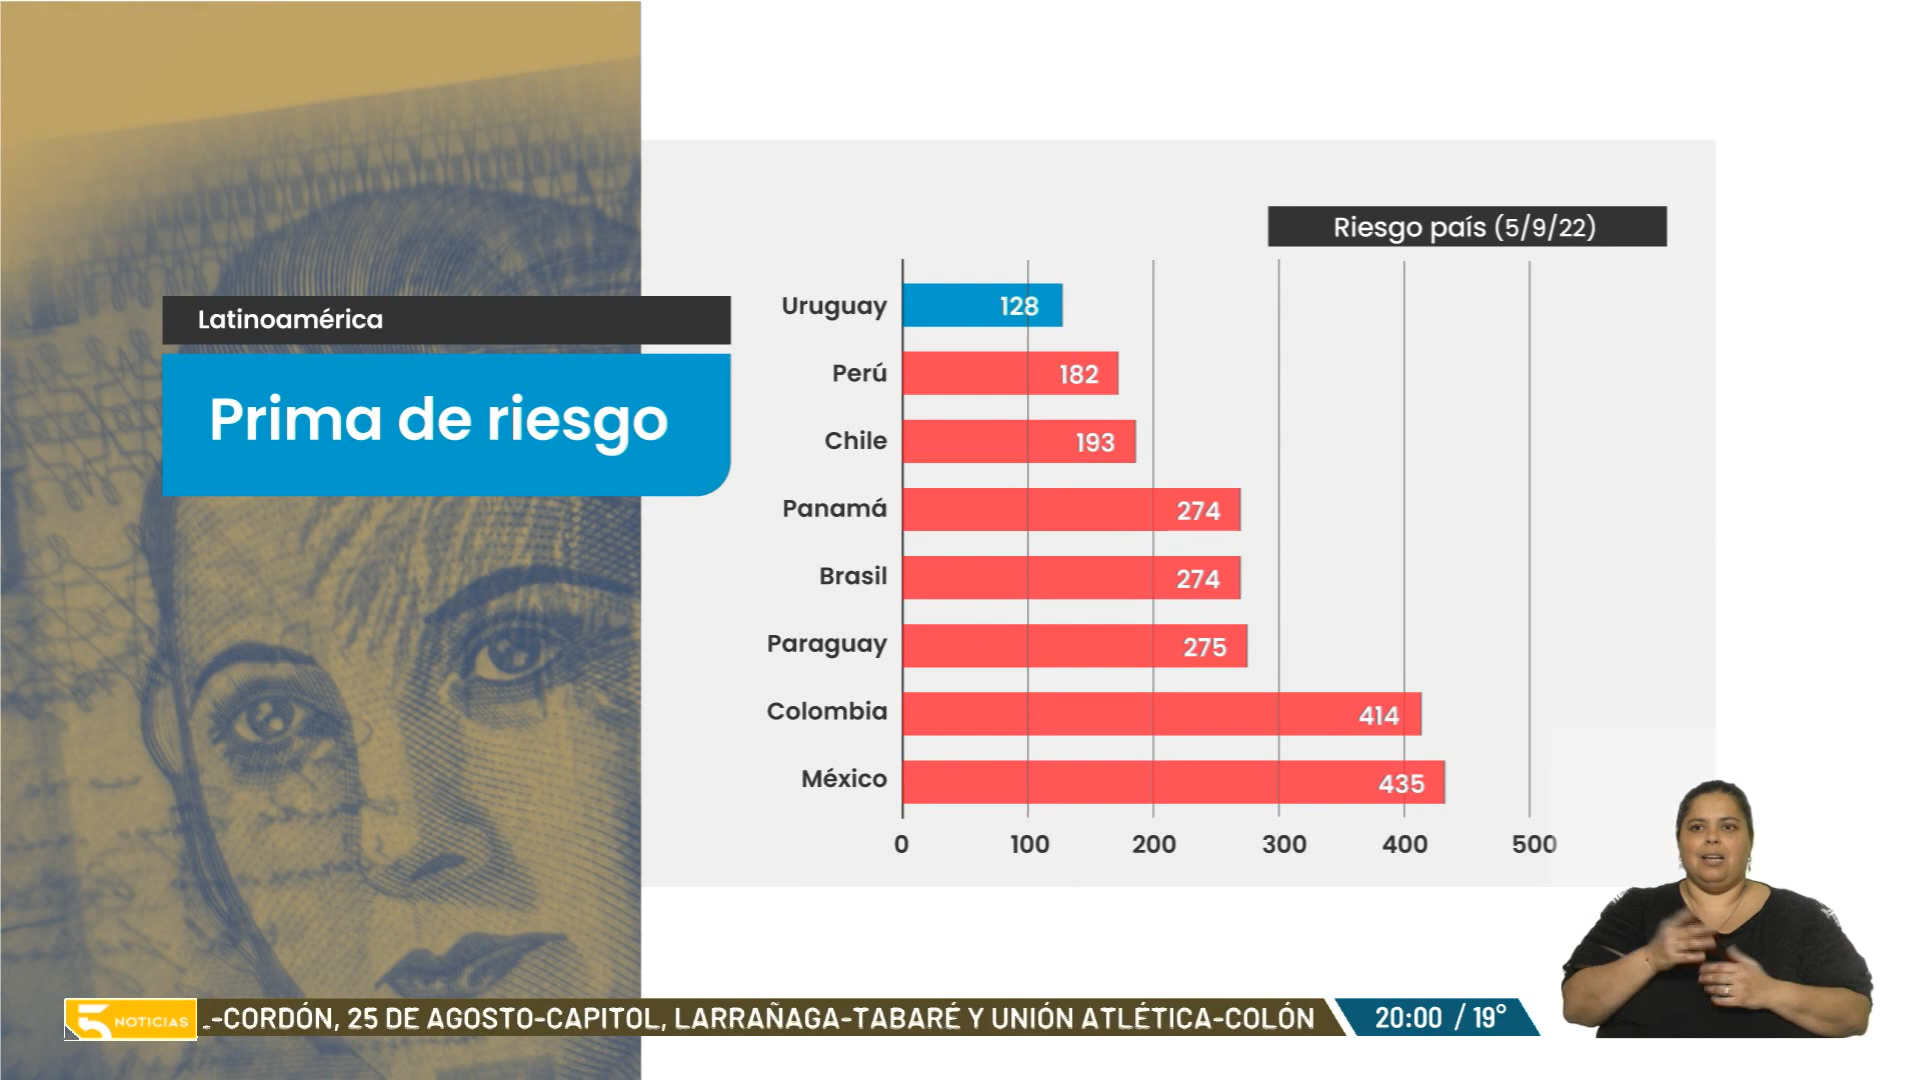 Latinoamérica
Prima de riesgo
Riesgo país (5/9/22)
Uruguay 128
Perú 182
Chile 193
Panamá 274
Brasil 274
Paraguay 275
Colombia 414
México 435
0 100 200 300 400 500
5 NOTICIAS
.-CORDÓN, 25 DE AGOSTO-CAPITOL, LARRAÑAGA-TABARÉ Y UNIÓN ATLÉTICA-COLÓN
20:00 / 19°